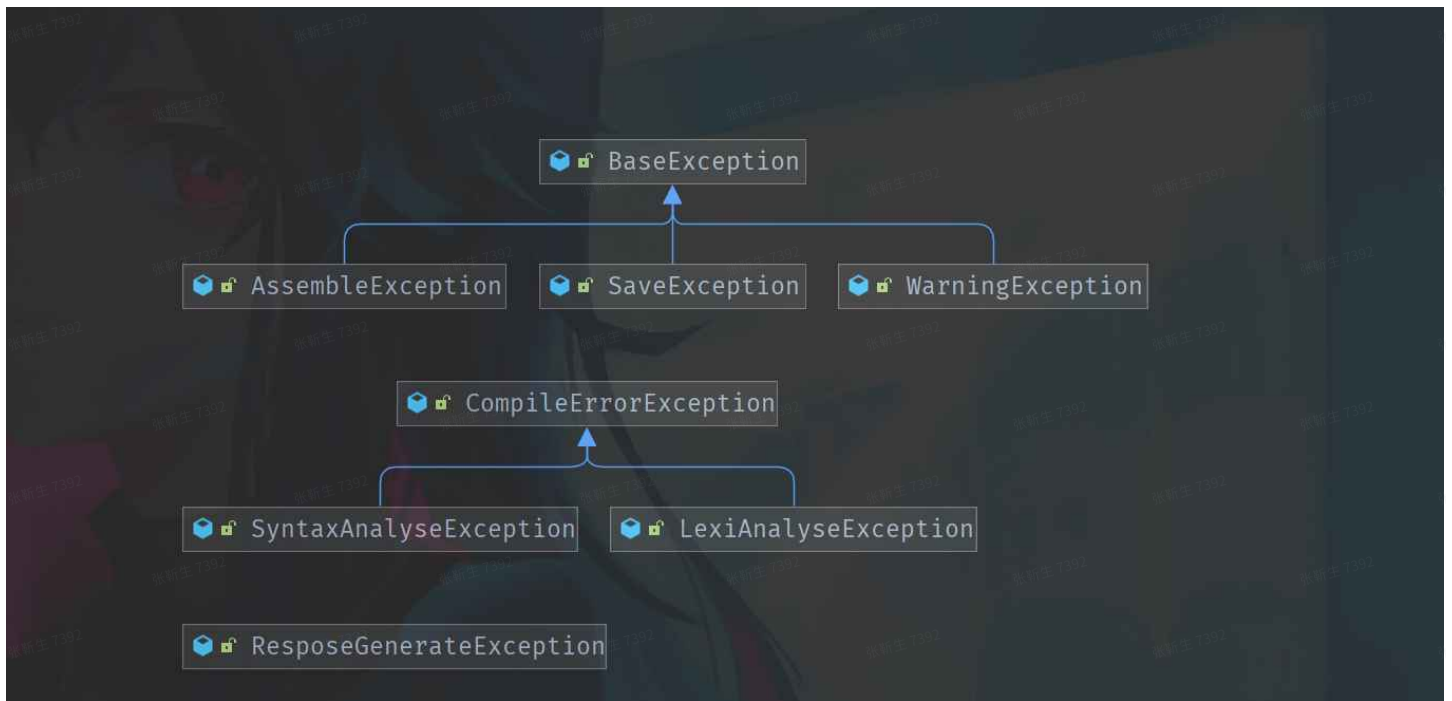 BaseException
AssembleException SaveException WarningException
CompileErrorException
SyntaxAnalyseException LexiAnalyseException
ResposeGenerateException